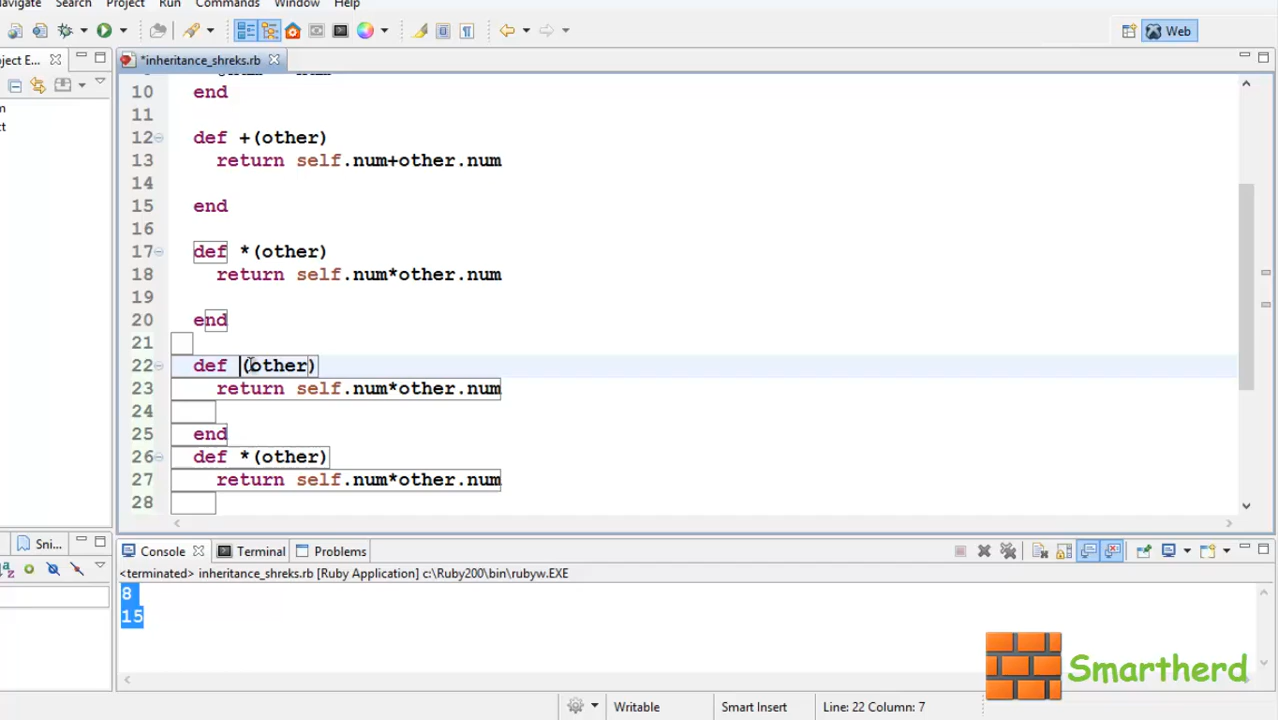 avigate Search Project Run Commands Window Help
Web
oject E...
*inheritance_shreks.rb
m
ct
10 end
11
12 def +(other)
13 return self.num+other.num
14
15 end
16
17 def *(other)
18 return self.num*other.num
19
20 end
21
22 def (other)
23 return self.num*other.num
24
25 end
26 def *(other)
27 return self.num*other.num
28
Sni...
Console Terminal Problems
<terminated> inheritance_shreks.rb [Ruby Application] c:\Ruby200\bin\rubyw.EXE
8
15
Smartherd
Writable Smart Insert Line: 22 Column: 7